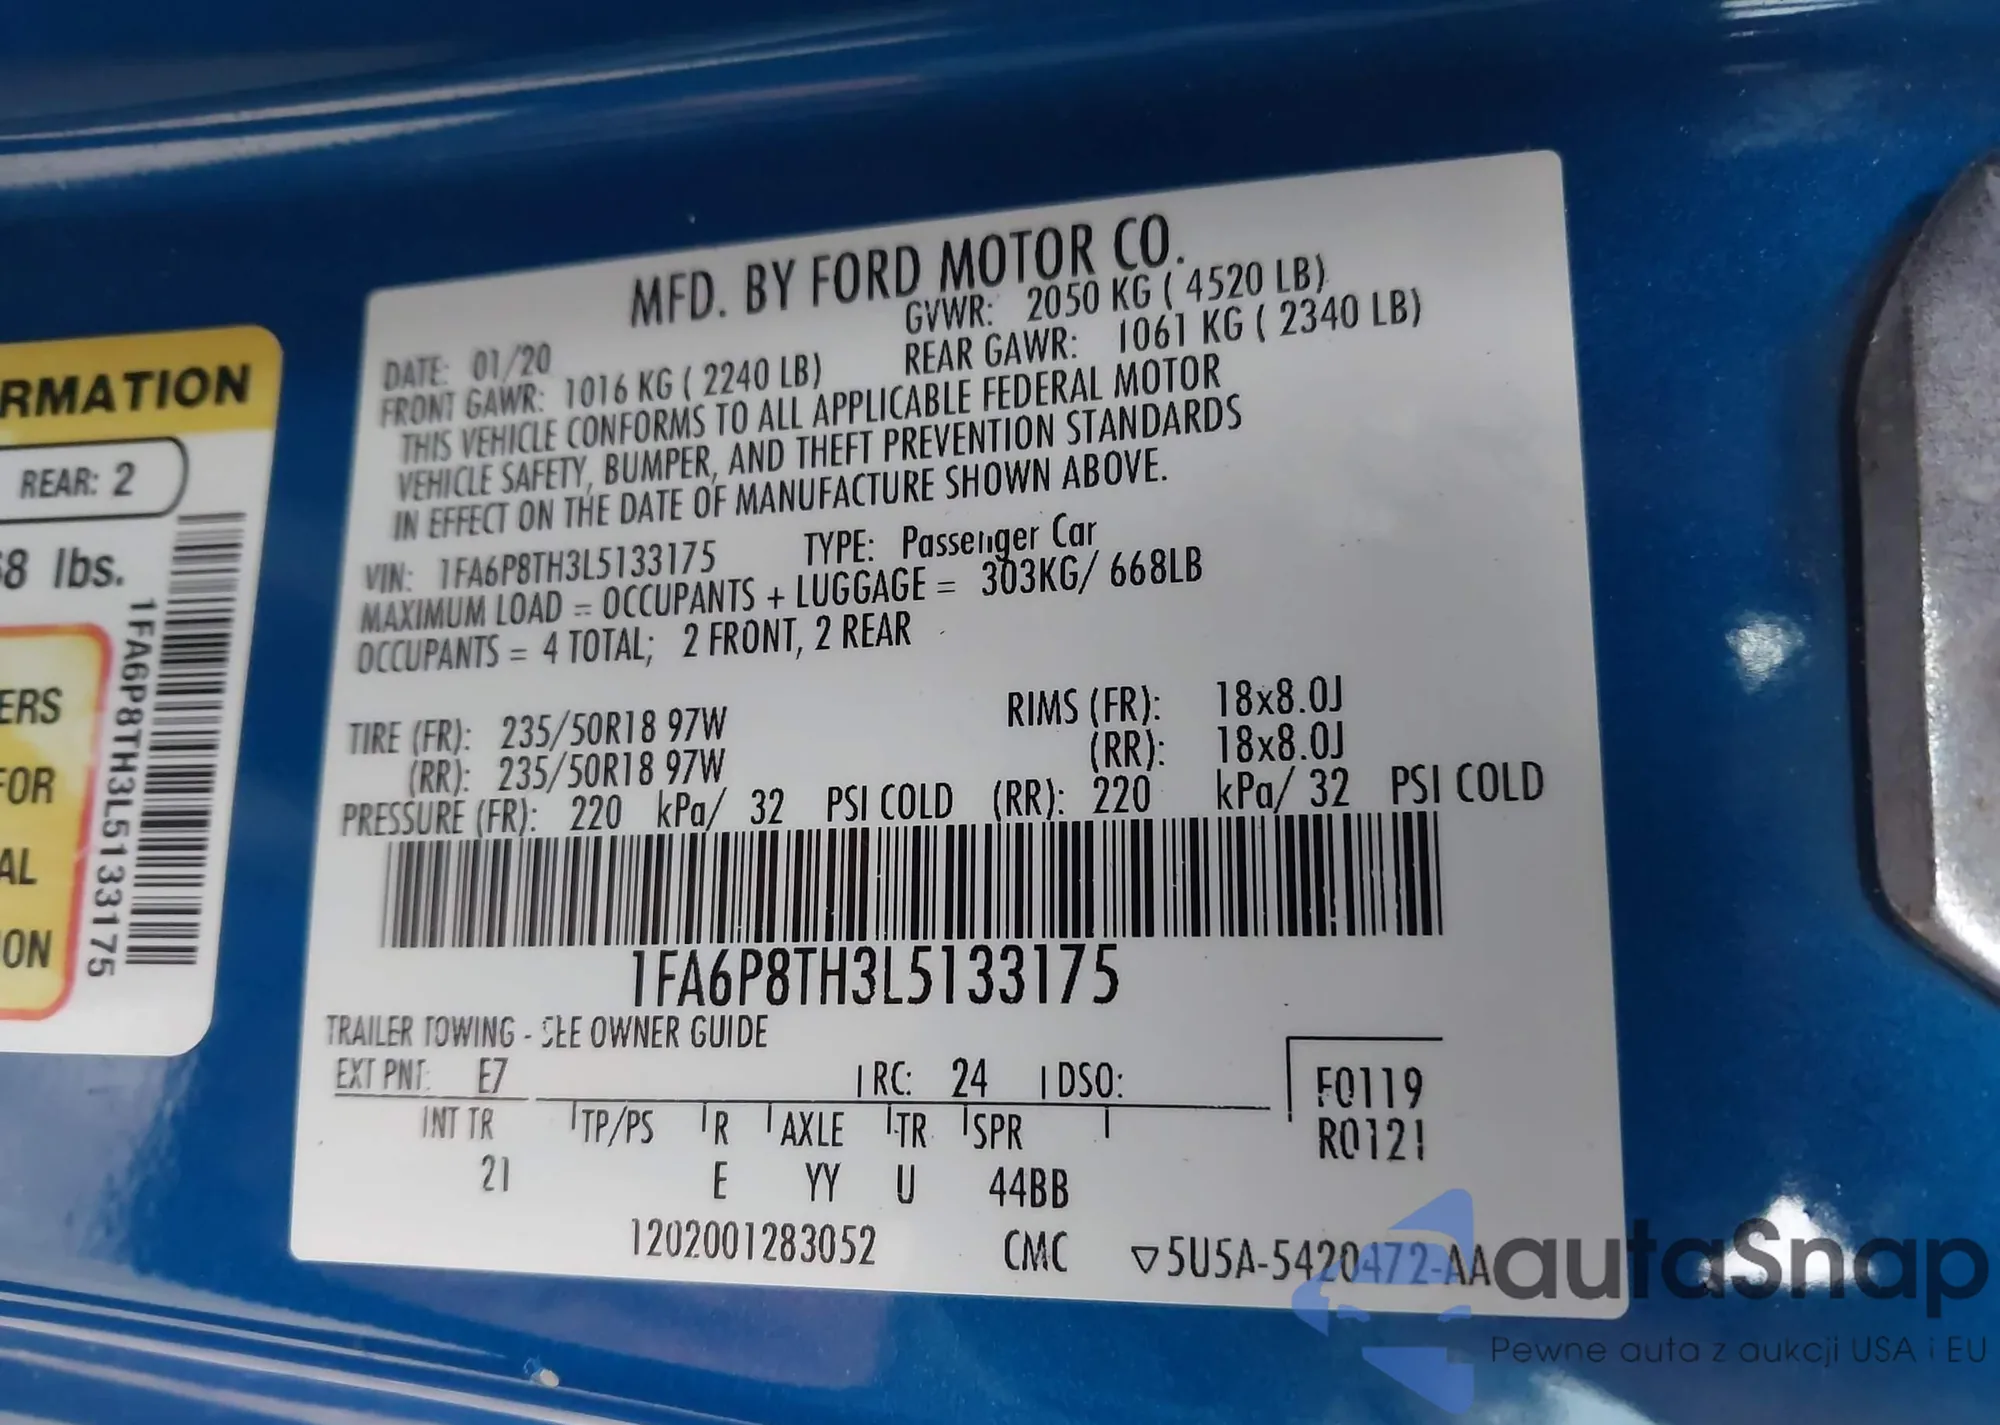 RMATION
REAR: 2
8 lbs.
ERS
FOR
AL
ON
1FA6P8TH3L5133175
MFD. BY FORD MOTOR CO.
DATE: 01/20 GVWR: 2050 KG ( 4520 LB)
FRONT GAWR: 1016 KG ( 2240 LB) REAR GAWR: 1061 KG ( 2340 LB)
THIS VEHICLE CONFORMS TO ALL APPLICABLE FEDERAL MOTOR
VEHICLE SAFETY, BUMPER, AND THEFT PREVENTION STANDARDS
IN EFFECT ON THE DATE OF MANUFACTURE SHOWN ABOVE.
VIN: 1FA6P8TH3L5133175 TYPE: Passenger Car
MAXIMUM LOAD = OCCUPANTS + LUGGAGE = 303KG/ 668LB
OCCUPANTS = 4 TOTAL; 2 FRONT, 2 REAR
TIRE (FR): 235/50R18 97W RIMS (FR): 18x8.0J
(RR): 235/50R18 97W (RR): 18x8.0J
PRESSURE (FR): 220 kPa/ 32 PSI COLD (RR): 220 kPa/ 32 PSI COLD
1FA6P8TH3L5133175
TRAILER TOWING - SEE OWNER GUIDE
EXT PNT: E7 RC: 24 DSO: F0119
INT TR TP/PS R AXLE TR SPR R0121
21 E YY U 44BB
1202001283052 CMC ▽5U5A-5420472-AA
autaSnap
Pewne auta z aukcji USA i EU